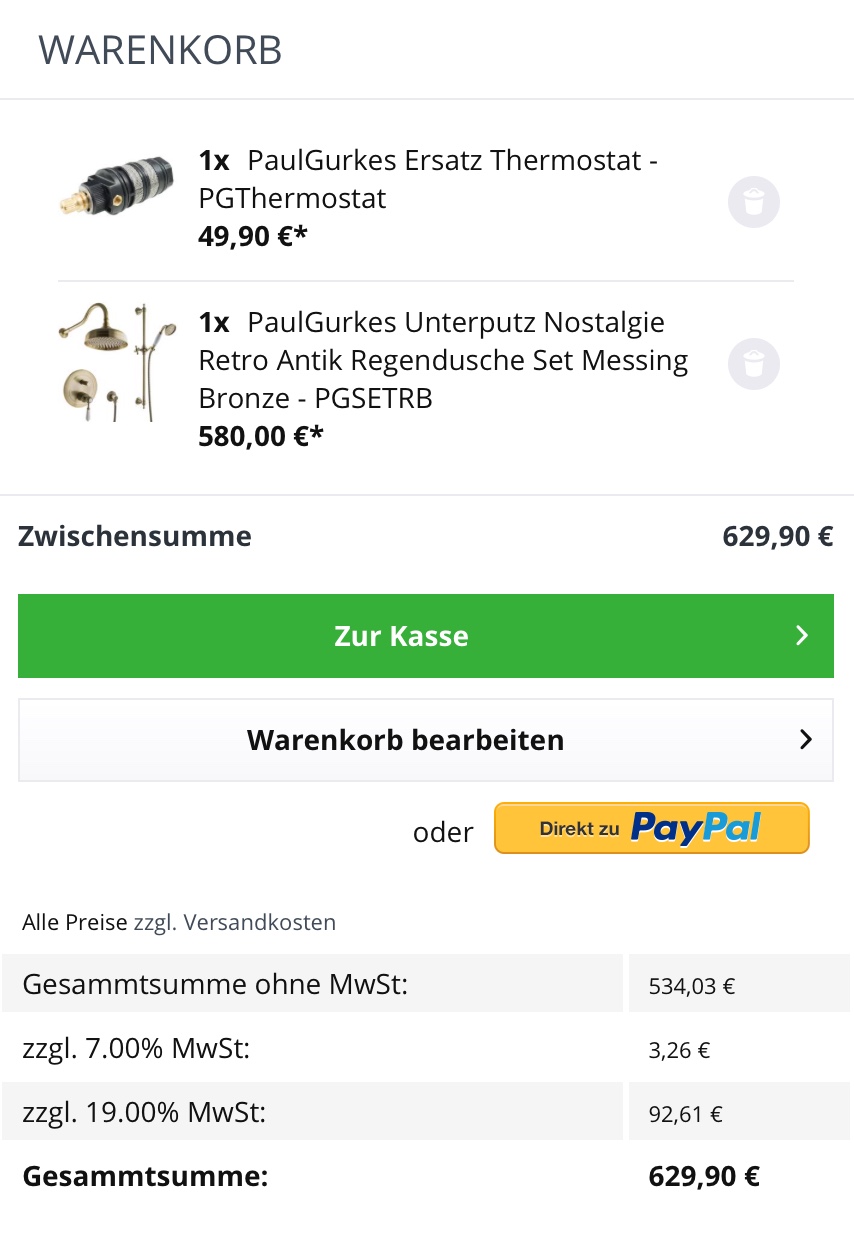 WARENKORB
1x PaulGurkes Ersatz Thermostat -
PGThermostat
49,90 €*
1x PaulGurkes Unterputz Nostalgie
Retro Antik Regendusche Set Messing
Bronze - PGSETRB
580,00 €*
Zwischensumme 629,90 €
Zur Kasse
Warenkorb bearbeiten
oder Direkt zu PayPal
Alle Preise zzgl. Versandkosten
Gesammtsumme ohne MwSt: 534,03 €
zzgl. 7.00% MwSt: 3,26 €
zzgl. 19.00% MwSt: 92,61 €
Gesammtsumme: 629,90 €